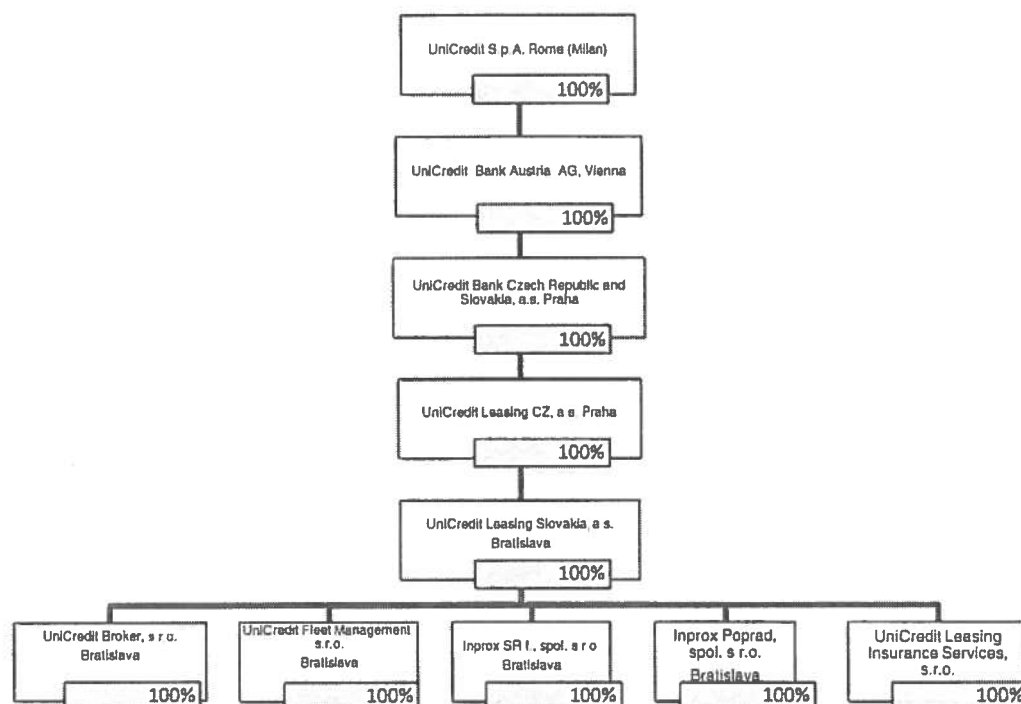 UniCredit S p A, Rome (Milan)
100%
UniCredit Bank Austria AG, Vienna
100%
UniCredit Bank Czech Republic and
Slovakia, a.s. Praha
100%
UniCredit Leasing CZ, a s. Praha
100%
UniCredit Leasing Slovakia, a s.
Bratislava
100%
UniCredit Broker, s r o.
Bratislava
100%
UniCredit Fleet Management
s.r.o.
Bratislava
100%
Inprox SR I., spol. s r o
Bratislava
100%
Inprox Poprad,
spol. s r.o.
Bratislava
100%
UniCredit Leasing
Insurance Services,
s.r.o.
100%